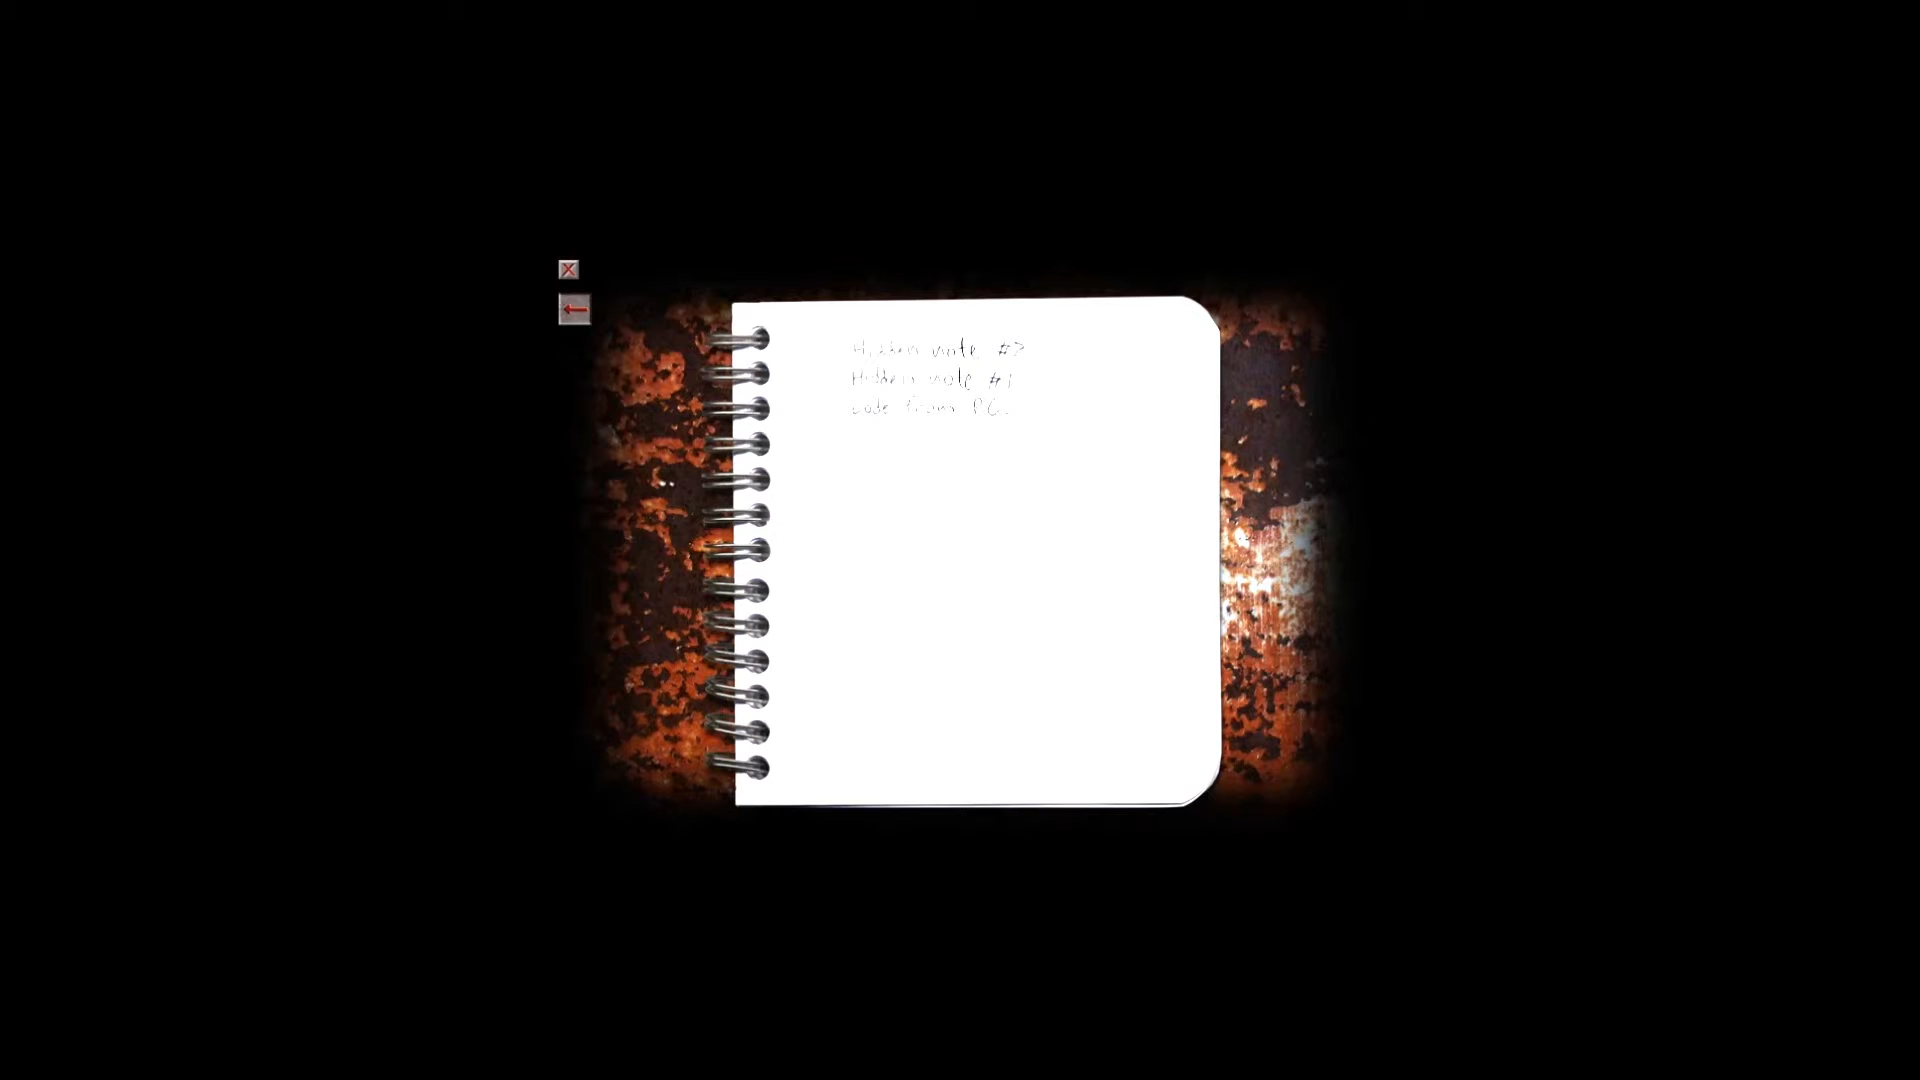 Hidden note #2
Hidden note #1
Code from PC.